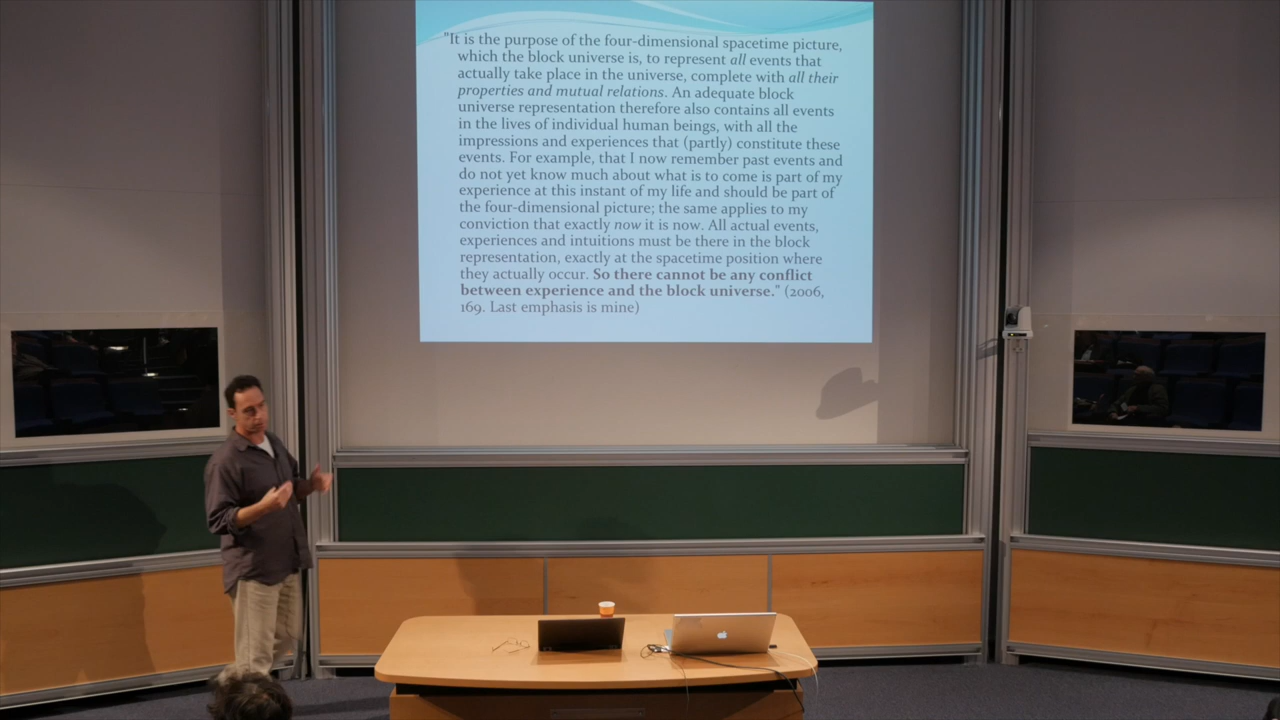 "It is the purpose of the four-dimensional spacetime picture,
which the block universe is, to represent all events that
actually take place in the universe, complete with all their
properties and mutual relations. An adequate block
universe representation therefore also contains all events
in the lives of individual human beings, with all the
impressions and experiences that (partly) constitute these
events. For example, that I now remember past events and
do not yet know much about what is to come is part of my
experience at this instant of my life and should be part of
the four-dimensional picture; the same applies to my
conviction that exactly now it is now. All actual events,
experiences and intuitions must be there in the block
representation, exactly at the spacetime position where
they actually occur. So there cannot be any conflict
between experience and the block universe." (2006,
169. Last emphasis is mine)